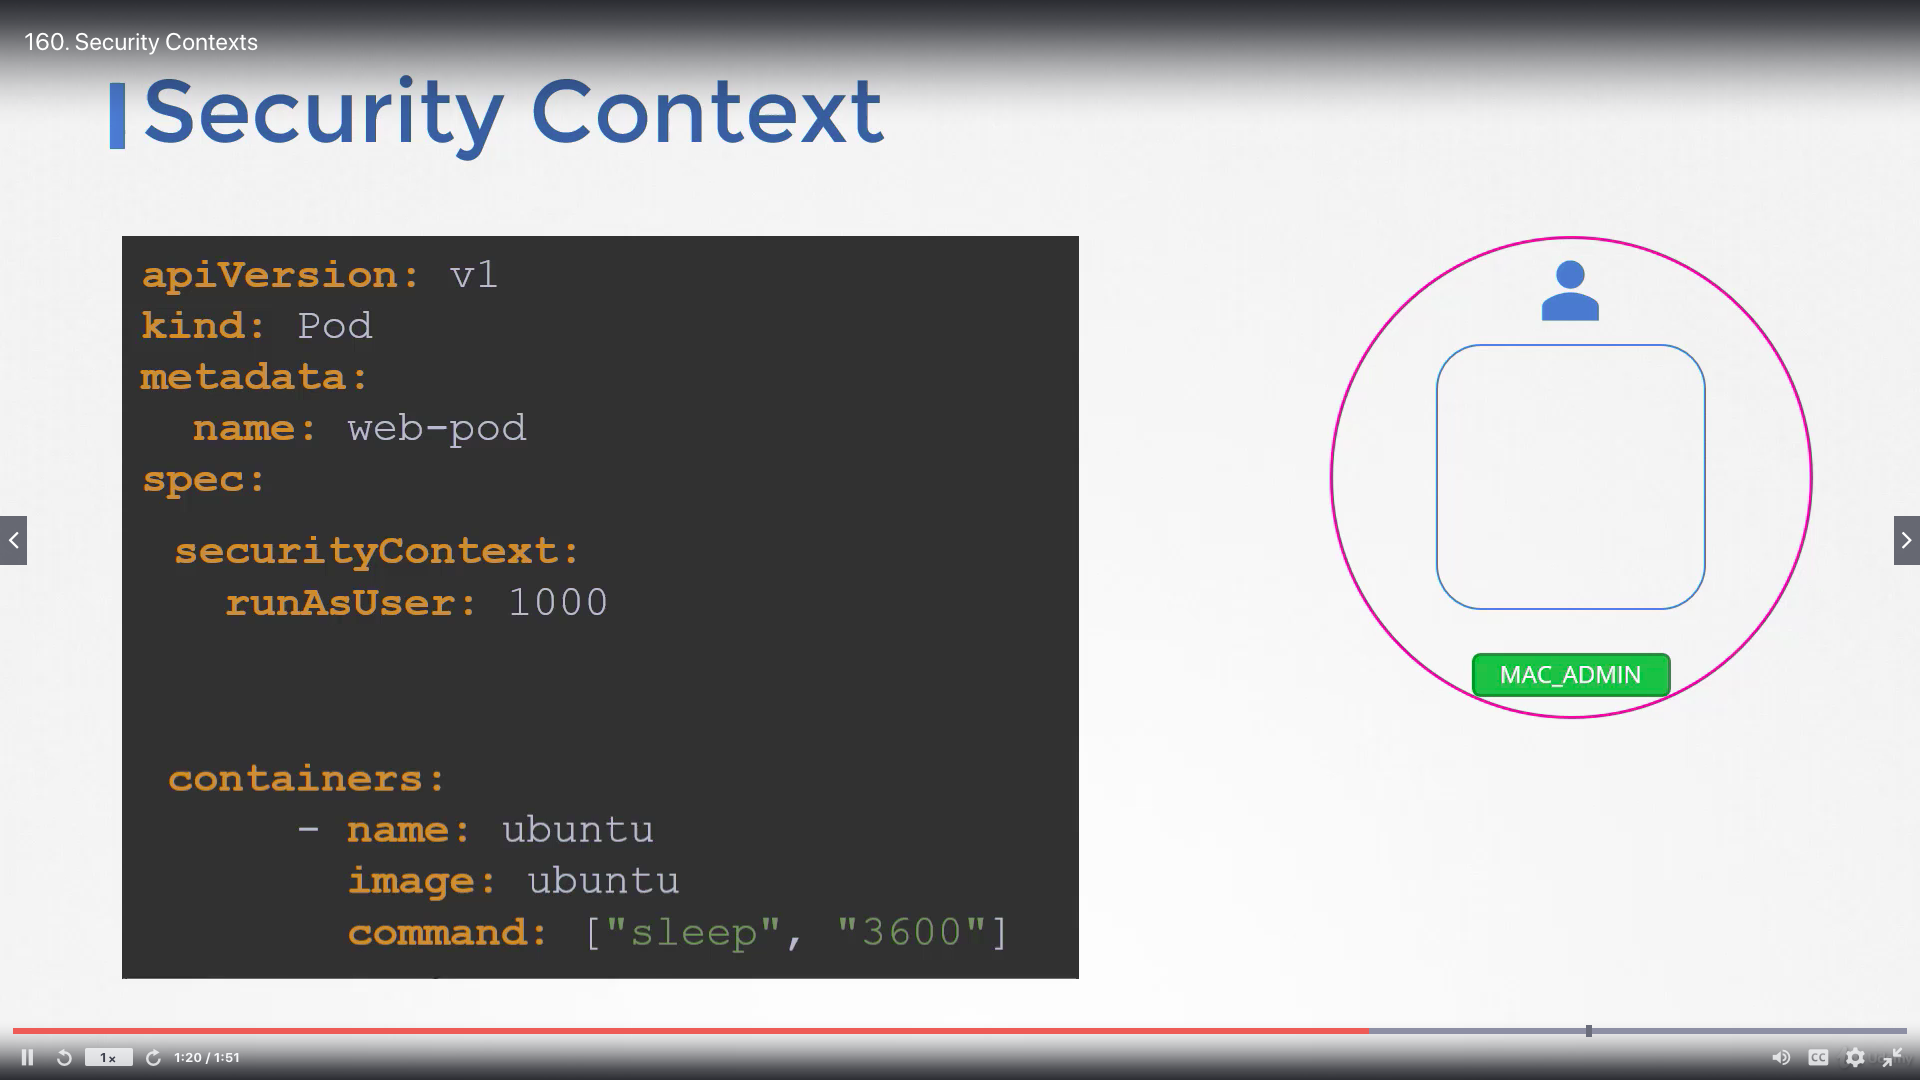 160. Security Contexts
Security Context
apiVersion: v1
kind: Pod
metadata:
  name: web-pod
spec:
  securityContext:
    runAsUser: 1000
  containers:
      - name: ubuntu
        image: ubuntu
        command: ["sleep", "3600"]
MAC_ADMIN
1x
1:20 / 1:51
CC